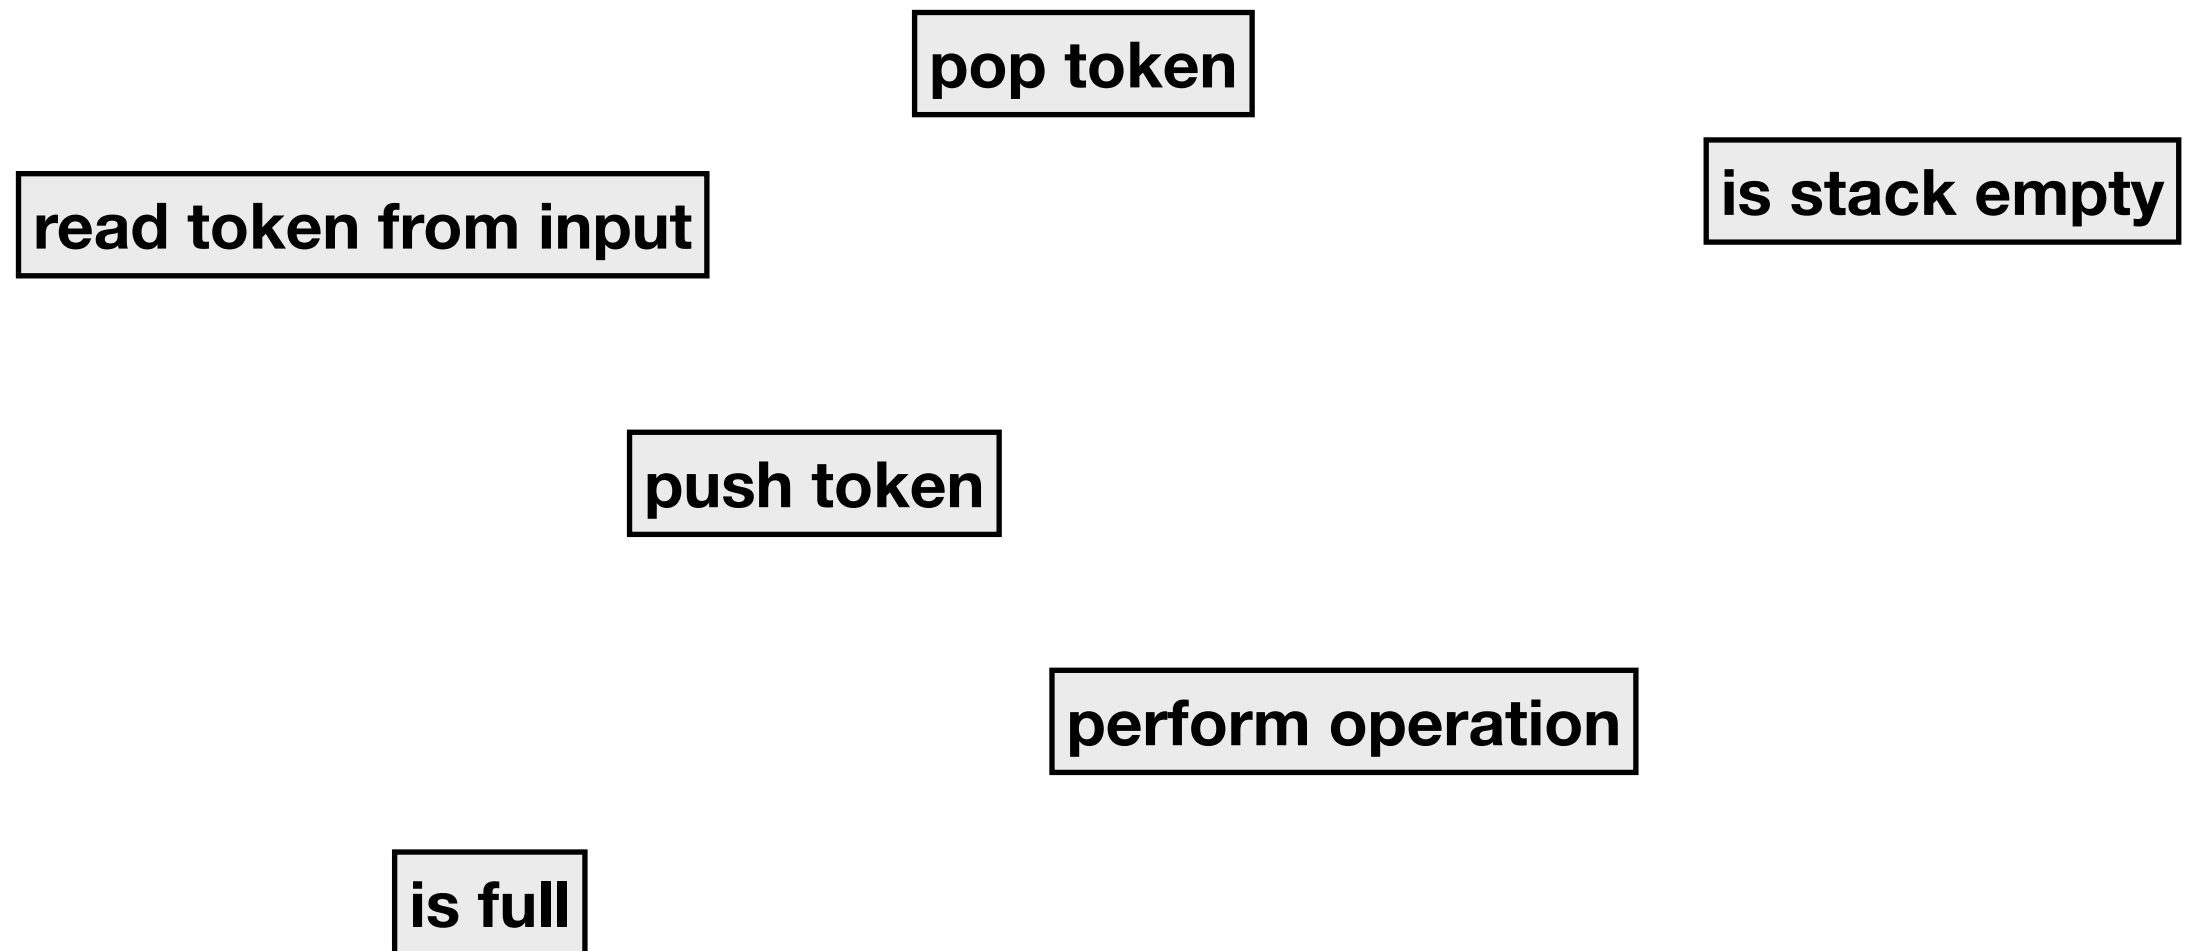 pop token
is stack empty
read token from input
push token
perform operation
is full